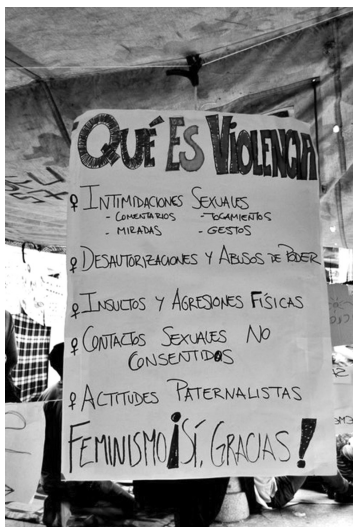 QUÉ ES VIOLENCIA
♀ INTIMIDACIONES SEXUALES
- COMENTARIOS - TOCAMIENTOS
- MIRADAS - GESTOS
♀ DESAUTORIZACIONES Y ABUSOS DE PODER
♀ INSULTOS Y AGRESIONES FÍSICAS
♀ CONTACTOS SEXUALES NO
CONSENTIDOS
♀ ACTITUDES PATERNALISTAS
FEMINISMO ¡SÍ, GRACIAS!